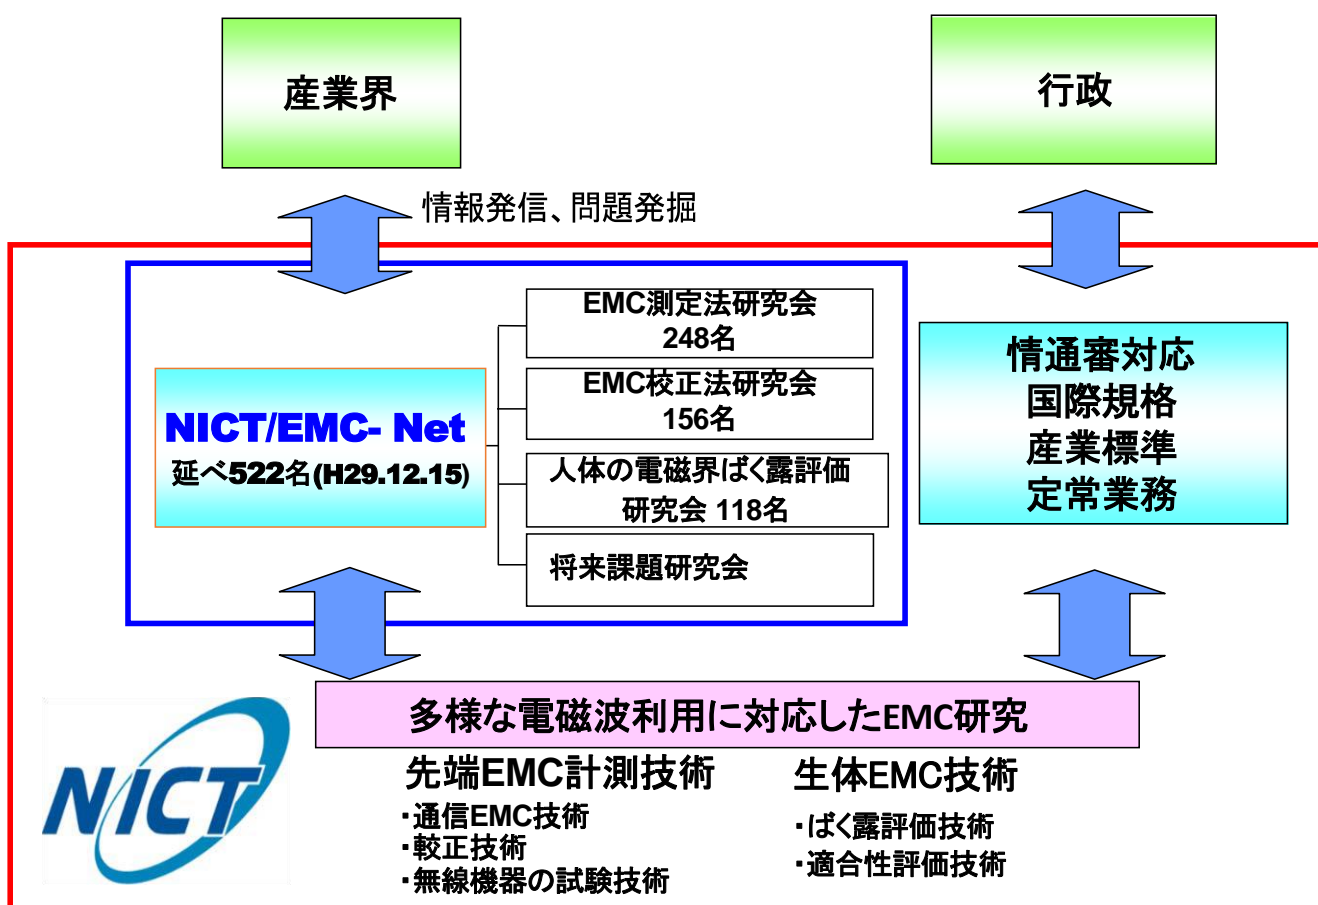 産業界
行政
情報発信、問題発掘
NICT/EMC- Net
延べ522名(H29.12.15)
EMC測定法研究会
248名
EMC校正法研究会
156名
人体の電磁界ばく露評価
研究会 118名
将来課題研究会
情通審対応
国際規格
産業標準
定常業務
多様な電磁波利用に対応したEMC研究
NICT
先端EMC計測技術
・通信EMC技術
・較正技術
・無線機器の試験技術
生体EMC技術
・ばく露評価技術
・適合性評価技術